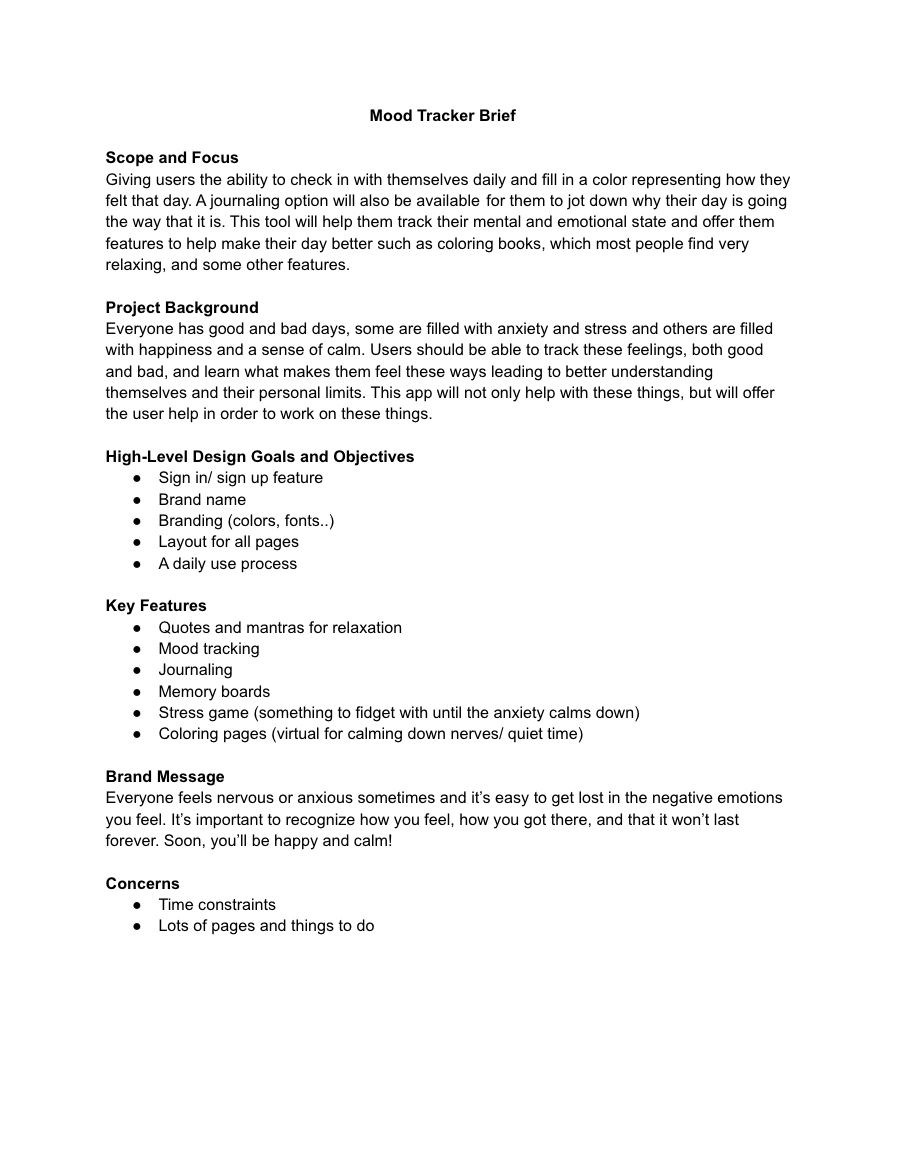 Mood Tracker Brief
Scope and Focus
Giving users the ability to check in with themselves daily and fill in a color representing how they
felt that day. A journaling option will also be available for them to jot down why their day is going
the way that it is. This tool will help them track their mental and emotional state and offer them
features to help make their day better such as coloring books, which most people find very
relaxing, and some other features.
Project Background
Everyone has good and bad days, some are filled with anxiety and stress and others are filled
with happiness and a sense of calm. Users should be able to track these feelings, both good
and bad, and learn what makes them feel these ways leading to better understanding
themselves and their personal limits. This app will not only help with these things, but will offer
the user help in order to work on these things.
High-Level Design Goals and Objectives
● Sign in/ sign up feature
● Brand name
● Branding (colors, fonts..)
● Layout for all pages
● A daily use process
Key Features
● Quotes and mantras for relaxation
● Mood tracking
● Journaling
● Memory boards
● Stress game (something to fidget with until the anxiety calms down)
● Coloring pages (virtual for calming down nerves/ quiet time)
Brand Message
Everyone feels nervous or anxious sometimes and it’s easy to get lost in the negative emotions
you feel. It’s important to recognize how you feel, how you got there, and that it won’t last
forever. Soon, you’ll be happy and calm!
Concerns
● Time constraints
● Lots of pages and things to do